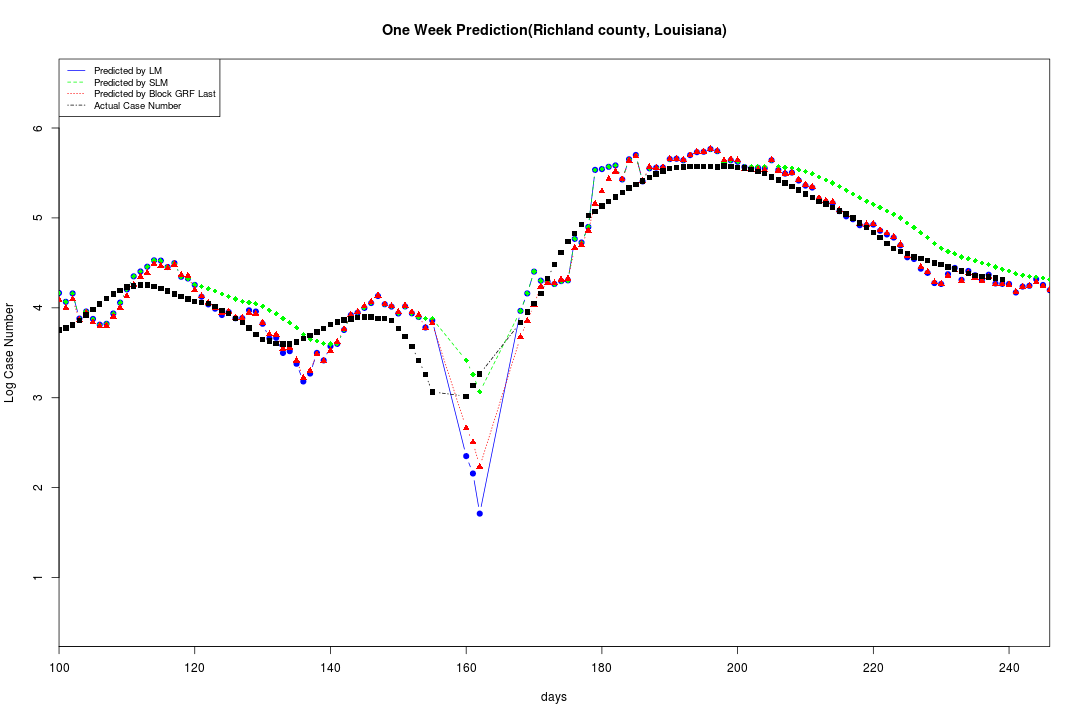 One Week Prediction(Richland county, Louisiana)
Predicted by LM
Predicted by SLM
Predicted by Block GRF Last
Actual Case Number
6
5
4
3
2
1
Log Case Number
100 120 140 160 180 200 220 240
days